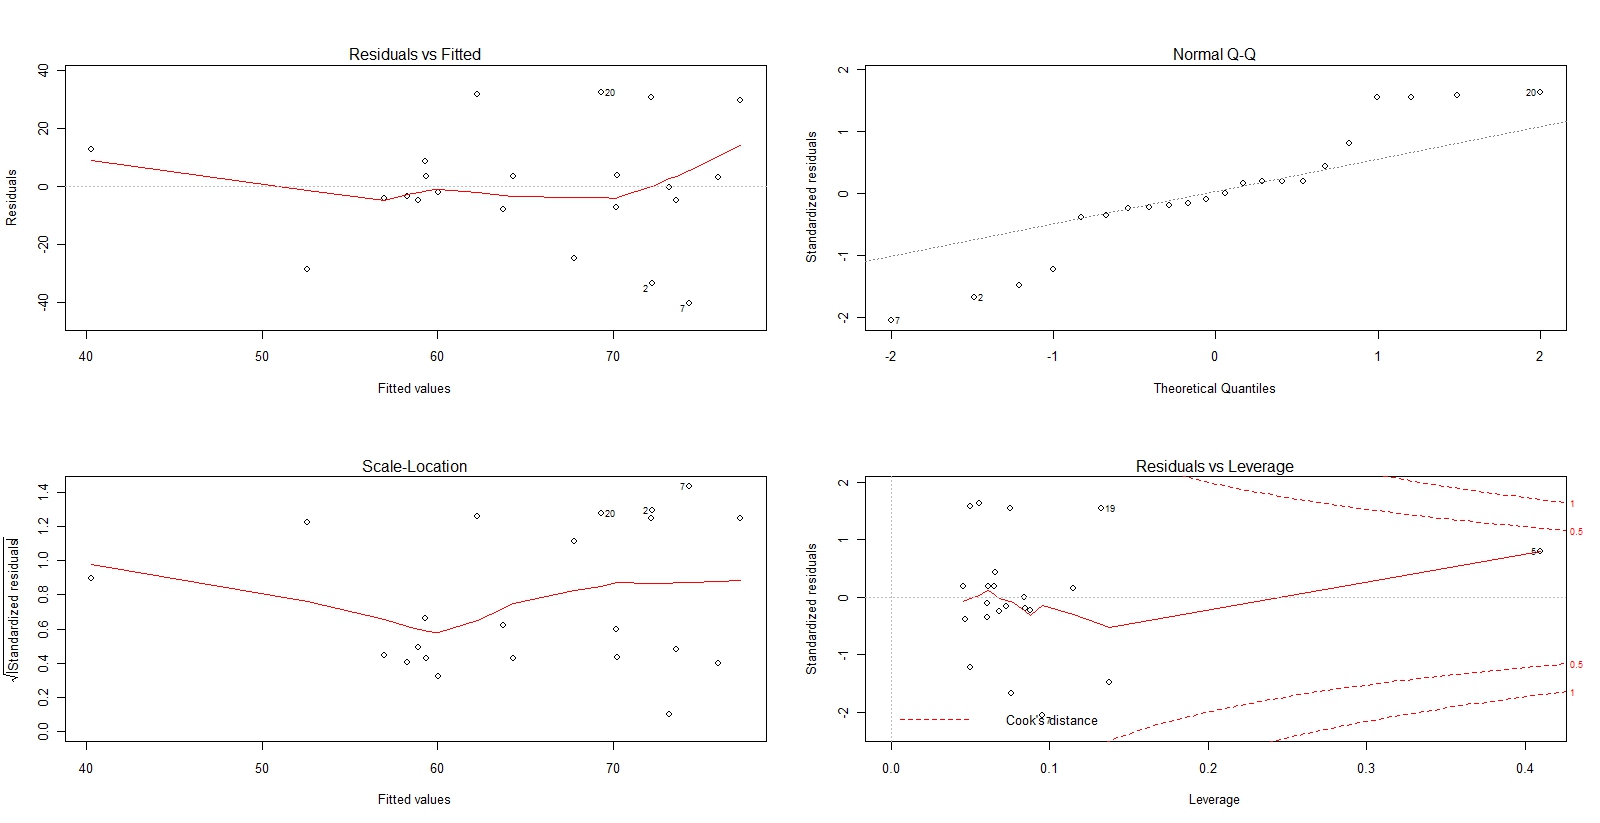 Residuals vs Fitted
Residuals
40
20
0
-20
-40
20
2
7
40 50 60 70
Fitted values
Normal Q-Q
Standardized residuals
2
1
0
-1
-2
20
2
7
-2 -1 0 1 2
Theoretical Quantiles
Scale-Location
√|Standardized residuals|
1.4
1.2
1.0
0.8
0.6
0.4
0.2
0.0
7
20
2
40 50 60 70
Fitted values
Residuals vs Leverage
Standardized residuals
2
1
0
-1
-2
19
1
0.5
0.5
1
Cook's distance
0.0 0.1 0.2 0.3 0.4
Leverage